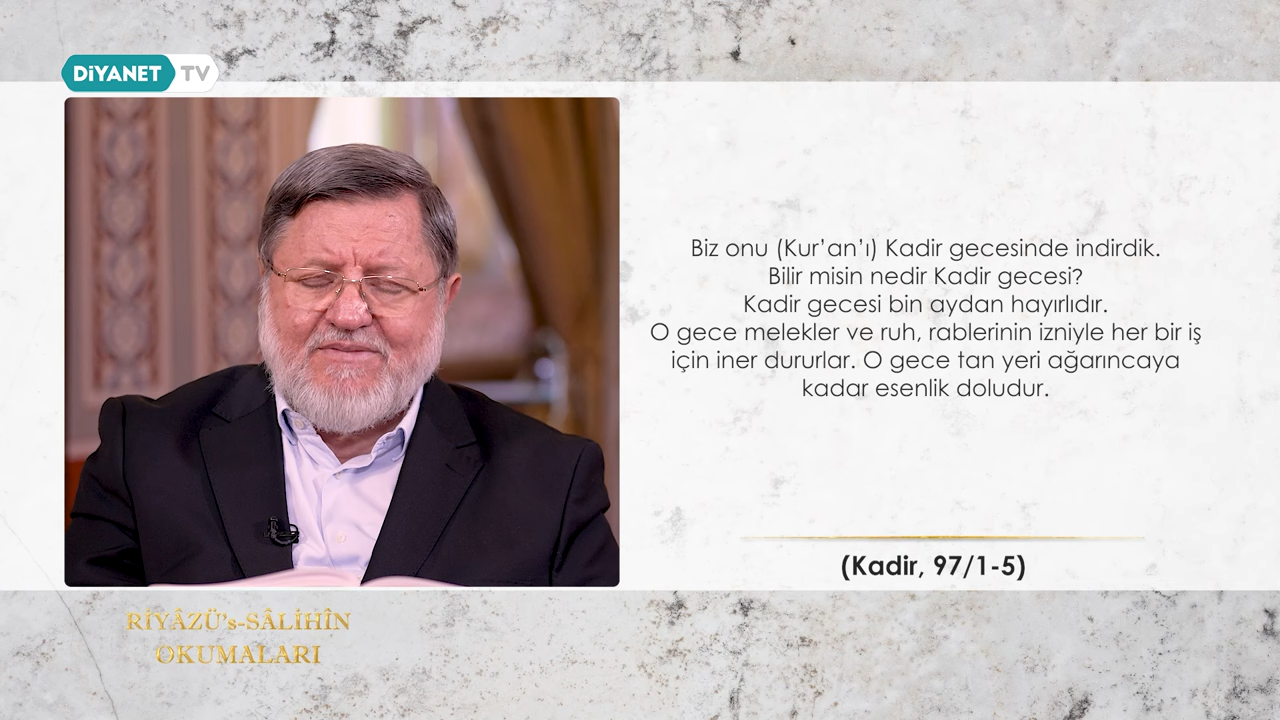 DiYANET TV
Biz onu (Kur’an’ı) Kadir gecesinde indirdik.
Bilir misin nedir Kadir gecesi?
Kadir gecesi bin aydan hayırlıdır.
O gece melekler ve ruh, rablerinin izniyle her bir iş
için iner dururlar. O gece tan yeri ağarıncaya
kadar esenlik doludur.
(Kadir, 97/1-5)
RİYÂZÜ’s-SÂLİHÎN
OKUMALARI